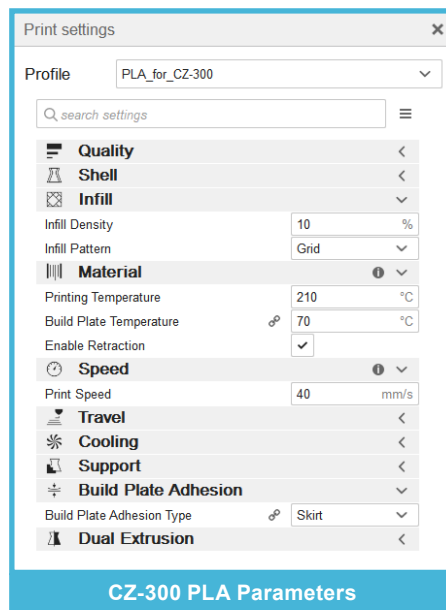 Print settings
Profile PLA_for_CZ-300
search settings
Quality
Shell
Infill
Infill Density 10 %
Infill Pattern Grid
Material
Printing Temperature 210 °C
Build Plate Temperature 70 °C
Enable Retraction
Speed
Print Speed 40 mm/s
Travel
Cooling
Support
Build Plate Adhesion
Build Plate Adhesion Type Skirt
Dual Extrusion
CZ-300 PLA Parameters